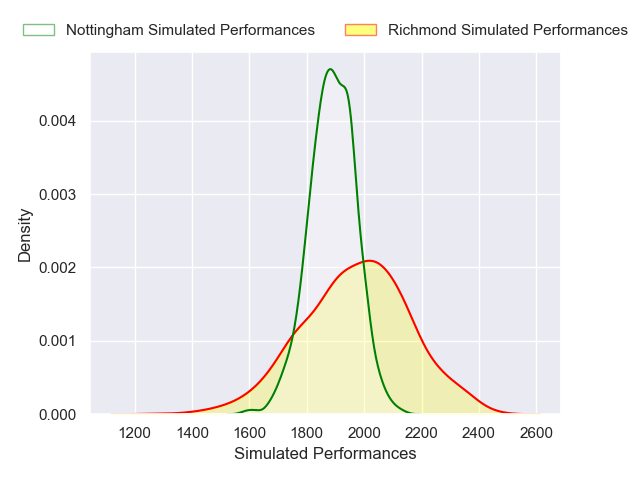 Nottingham Simulated Performances Richmond Simulated Performances
0.004
0.003
0.002
0.001
0.000
Density
1200 1400 1600 1800 2000 2200 2400 2600
Simulated Performances